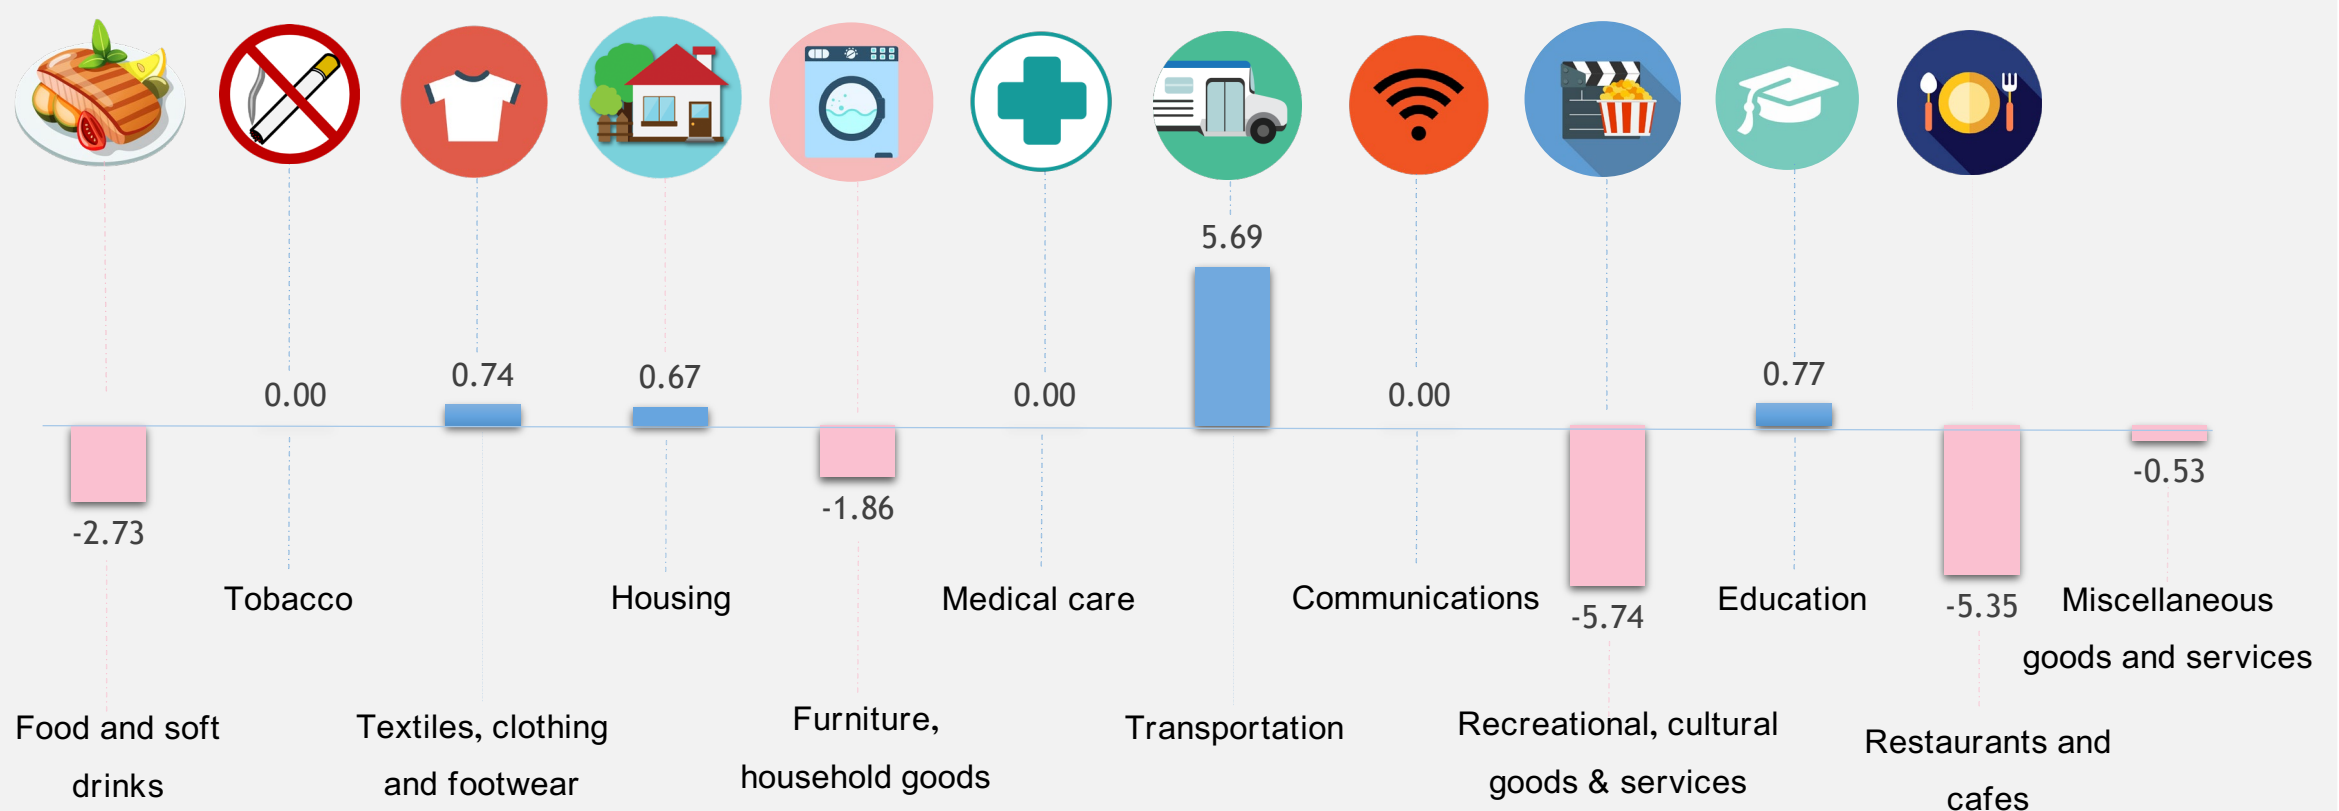 5.69
0.74
0.67
0.77
0.00
0.00
0.00
-0.53
-1.86
-2.73
-5.74
-5.35
Tobacco
Housing
Medical care
Communications
Education
Miscellaneous
goods and services
Food and soft
drinks
Textiles, clothing
and footwear
Furniture,
household goods
Transportation
Recreational, cultural
goods & services
Restaurants and
cafes